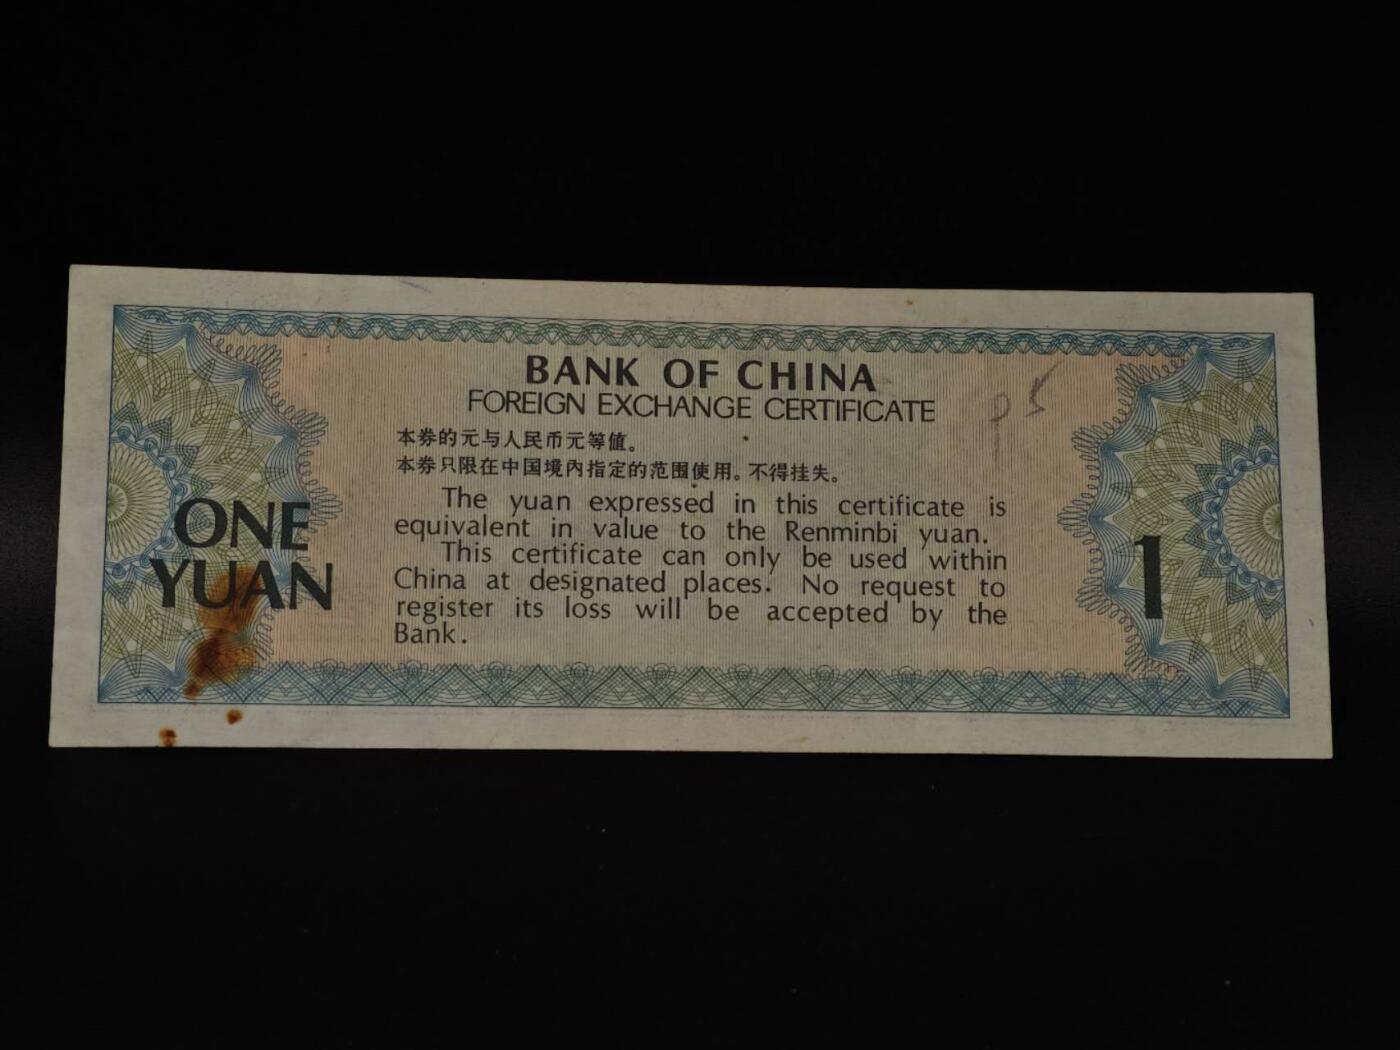 BANK OF CHINA
FOREIGN EXCHANGE CERTIFICATE
本券的元与人民币元等值。
本券只限在中国境内指定的范围使用。不得挂失。
The yuan expressed in this certificate is
equivalent in value to the Renminbi yuan.
This certificate can only be used within
China at designated places. No request to
register its loss will be accepted by the
Bank.
ONE
YUAN
1